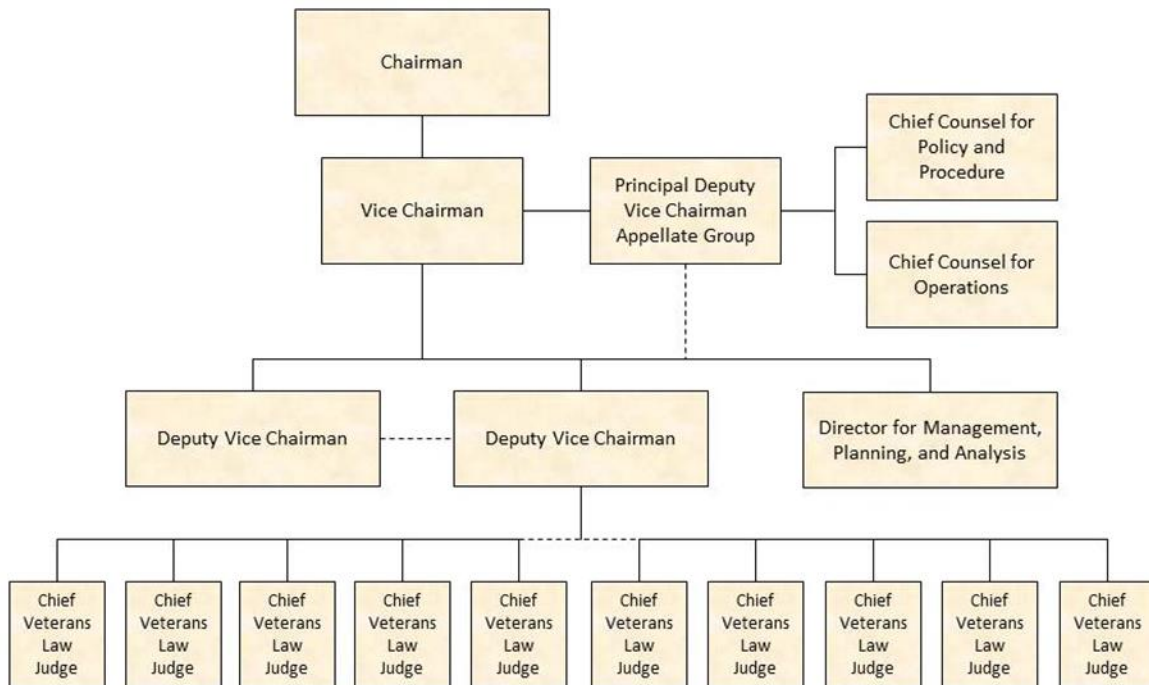 Chairman
Vice Chairman
Principal Deputy
Vice Chairman
Appellate Group
Chief Counsel for
Policy and
Procedure
Chief Counsel for
Operations
Deputy Vice Chairman
Deputy Vice Chairman
Director for Management,
Planning, and Analysis
Chief
Veterans
Law
Judge
Chief
Veterans
Law
Judge
Chief
Veterans
Law
Judge
Chief
Veterans
Law
Judge
Chief
Veterans
Law
Judge
Chief
Veterans
Law
Judge
Chief
Veterans
Law
Judge
Chief
Veterans
Law
Judge
Chief
Veterans
Law
Judge
Chief
Veterans
Law
Judge